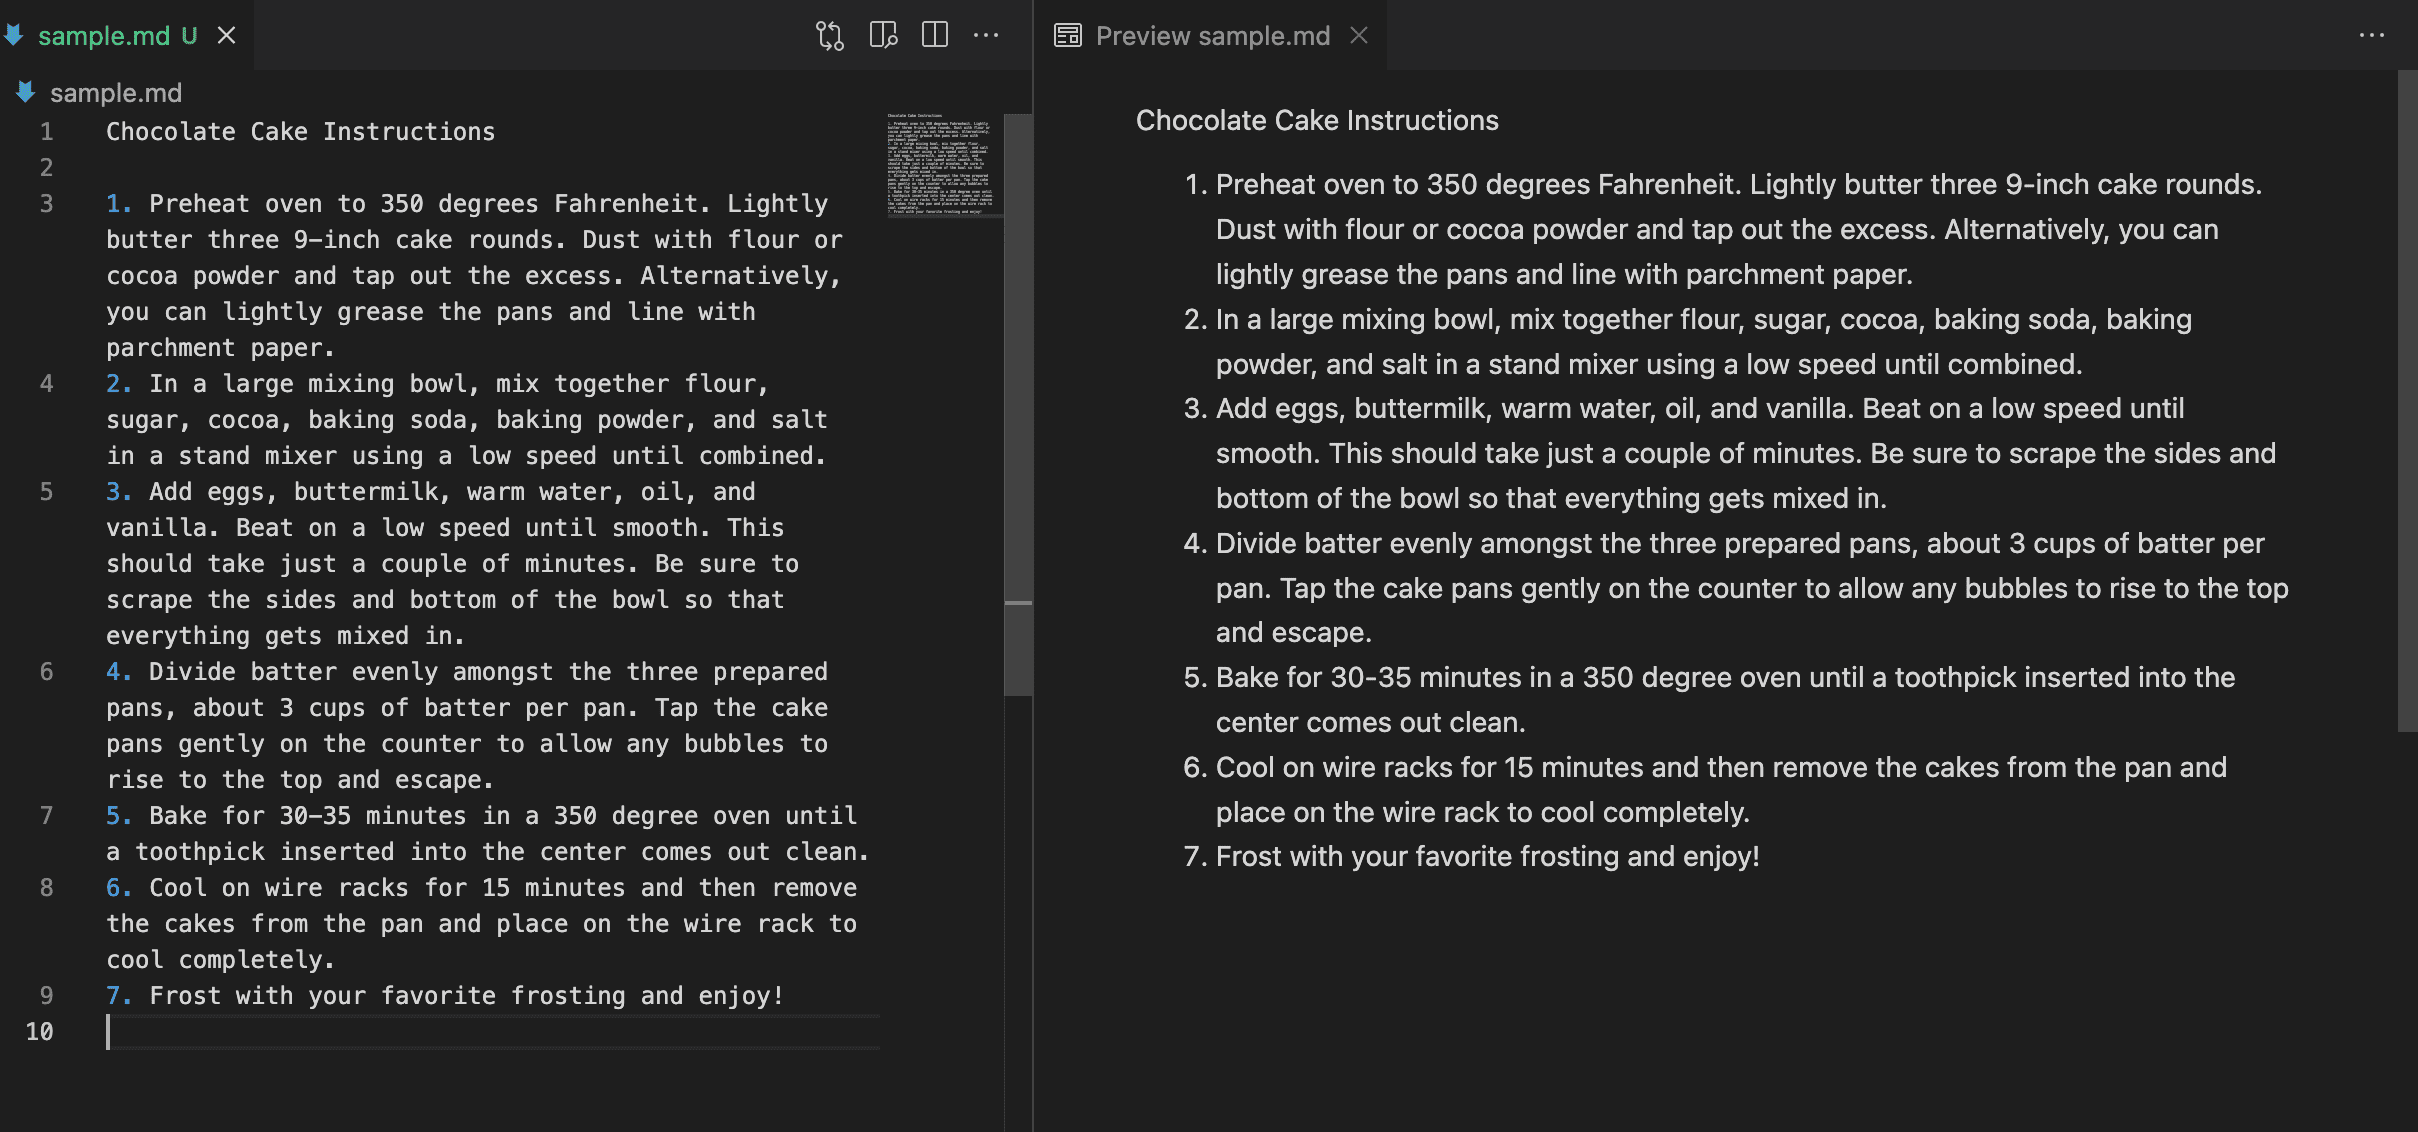 sample.md U
sample.md
1 Chocolate Cake Instructions
2
3 1. Preheat oven to 350 degrees Fahrenheit. Lightly
butter three 9-inch cake rounds. Dust with flour or
cocoa powder and tap out the excess. Alternatively,
you can lightly grease the pans and line with
parchment paper.
4 2. In a large mixing bowl, mix together flour,
sugar, cocoa, baking soda, baking powder, and salt
in a stand mixer using a low speed until combined.
5 3. Add eggs, buttermilk, warm water, oil, and
vanilla. Beat on a low speed until smooth. This
should take just a couple of minutes. Be sure to
scrape the sides and bottom of the bowl so that
everything gets mixed in.
6 4. Divide batter evenly amongst the three prepared
pans, about 3 cups of batter per pan. Tap the cake
pans gently on the counter to allow any bubbles to
rise to the top and escape.
7 5. Bake for 30-35 minutes in a 350 degree oven until
a toothpick inserted into the center comes out clean.
8 6. Cool on wire racks for 15 minutes and then remove
the cakes from the pan and place on the wire rack to
cool completely.
9 7. Frost with your favorite frosting and enjoy!
10
Preview sample.md
Chocolate Cake Instructions
1. Preheat oven to 350 degrees Fahrenheit. Lightly butter three 9-inch cake rounds.
Dust with flour or cocoa powder and tap out the excess. Alternatively, you can
lightly grease the pans and line with parchment paper.
2. In a large mixing bowl, mix together flour, sugar, cocoa, baking soda, baking
powder, and salt in a stand mixer using a low speed until combined.
3. Add eggs, buttermilk, warm water, oil, and vanilla. Beat on a low speed until
smooth. This should take just a couple of minutes. Be sure to scrape the sides and
bottom of the bowl so that everything gets mixed in.
4. Divide batter evenly amongst the three prepared pans, about 3 cups of batter per
pan. Tap the cake pans gently on the counter to allow any bubbles to rise to the top
and escape.
5. Bake for 30-35 minutes in a 350 degree oven until a toothpick inserted into the
center comes out clean.
6. Cool on wire racks for 15 minutes and then remove the cakes from the pan and
place on the wire rack to cool completely.
7. Frost with your favorite frosting and enjoy!